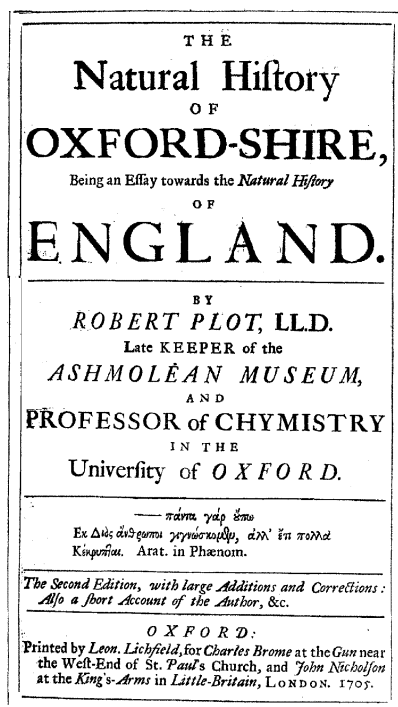 THE
Natural Hiſtory
OF
OXFORD-SHIRE,
Being an Eſſay towards the Natural Hiſtory
OF
ENGLAND.
BY
ROBERT PLOT, LL.D.
Late KEEPER of the
ASHMOLEAN MUSEUM,
AND
PROFESSOR of CHYMISTRY
IN THE
Univerſity of OXFORD.
—— πάντα γάρ ὔπω
Ἐκ Διὸς ἄνθρωποι γιγνώσκομϸυ, ἀλλ' ἔτι πολλὰ
Κέκρυπται. Arat. in Phænom.
The Second Edition, with large Additions and Corrections:
Alſo a ſhort Account of the Author, &c.
OXFORD:
Printed by Leon. Lichfield, for Charles Brome at the Gun near
the Weſt-End of St. Paul's Church, and John Nicholſon
at the King's-Arms in Little-Britain, LONDON. 1705.